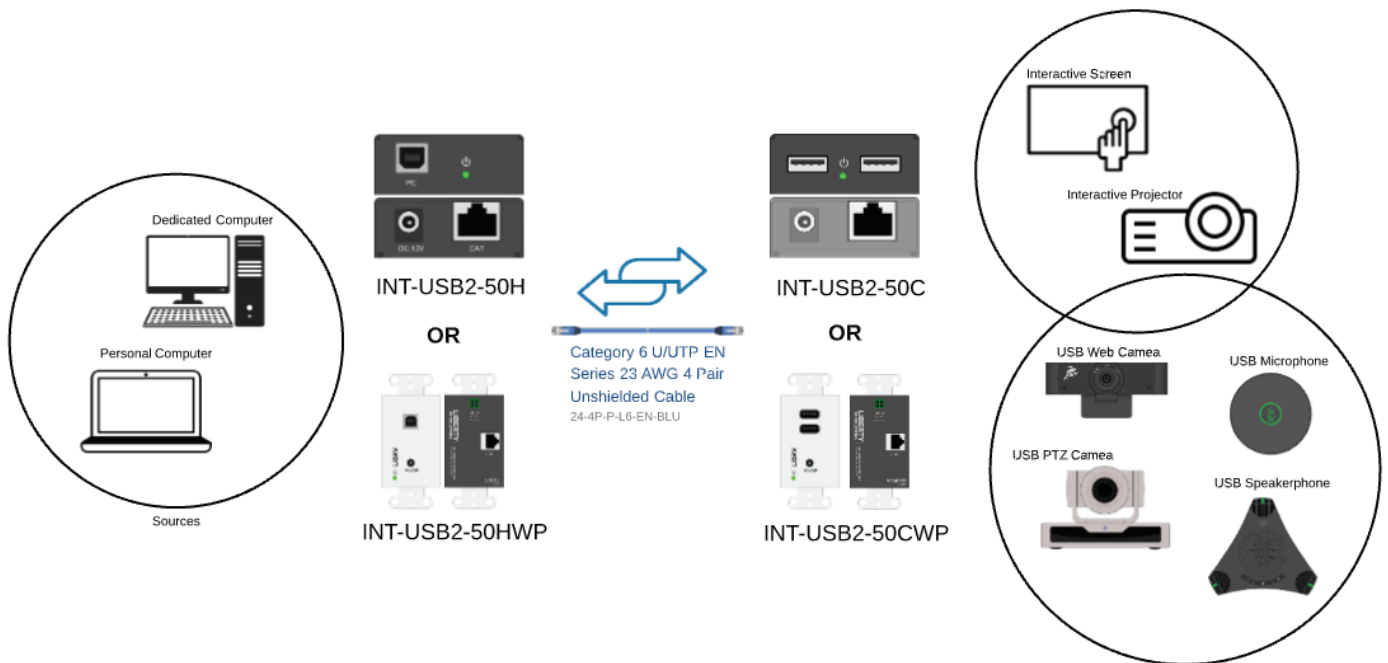 Dedicated Computer
Personal Computer
Sources
PC
DC 12V
CAT
INT-USB2-50H
OR
LIBERTY
INT-USB2-50HWP
Category 6 U/UTP EN
Series 23 AWG 4 Pair
Unshielded Cable
24-4P-P-L6-EN-BLU
INT-USB2-50C
OR
LIBERTY
INT-USB2-50CWP
Interactive Screen
Interactive Projector
USB Web Camea
USB Microphone
USB PTZ Camea
USB Speakerphone